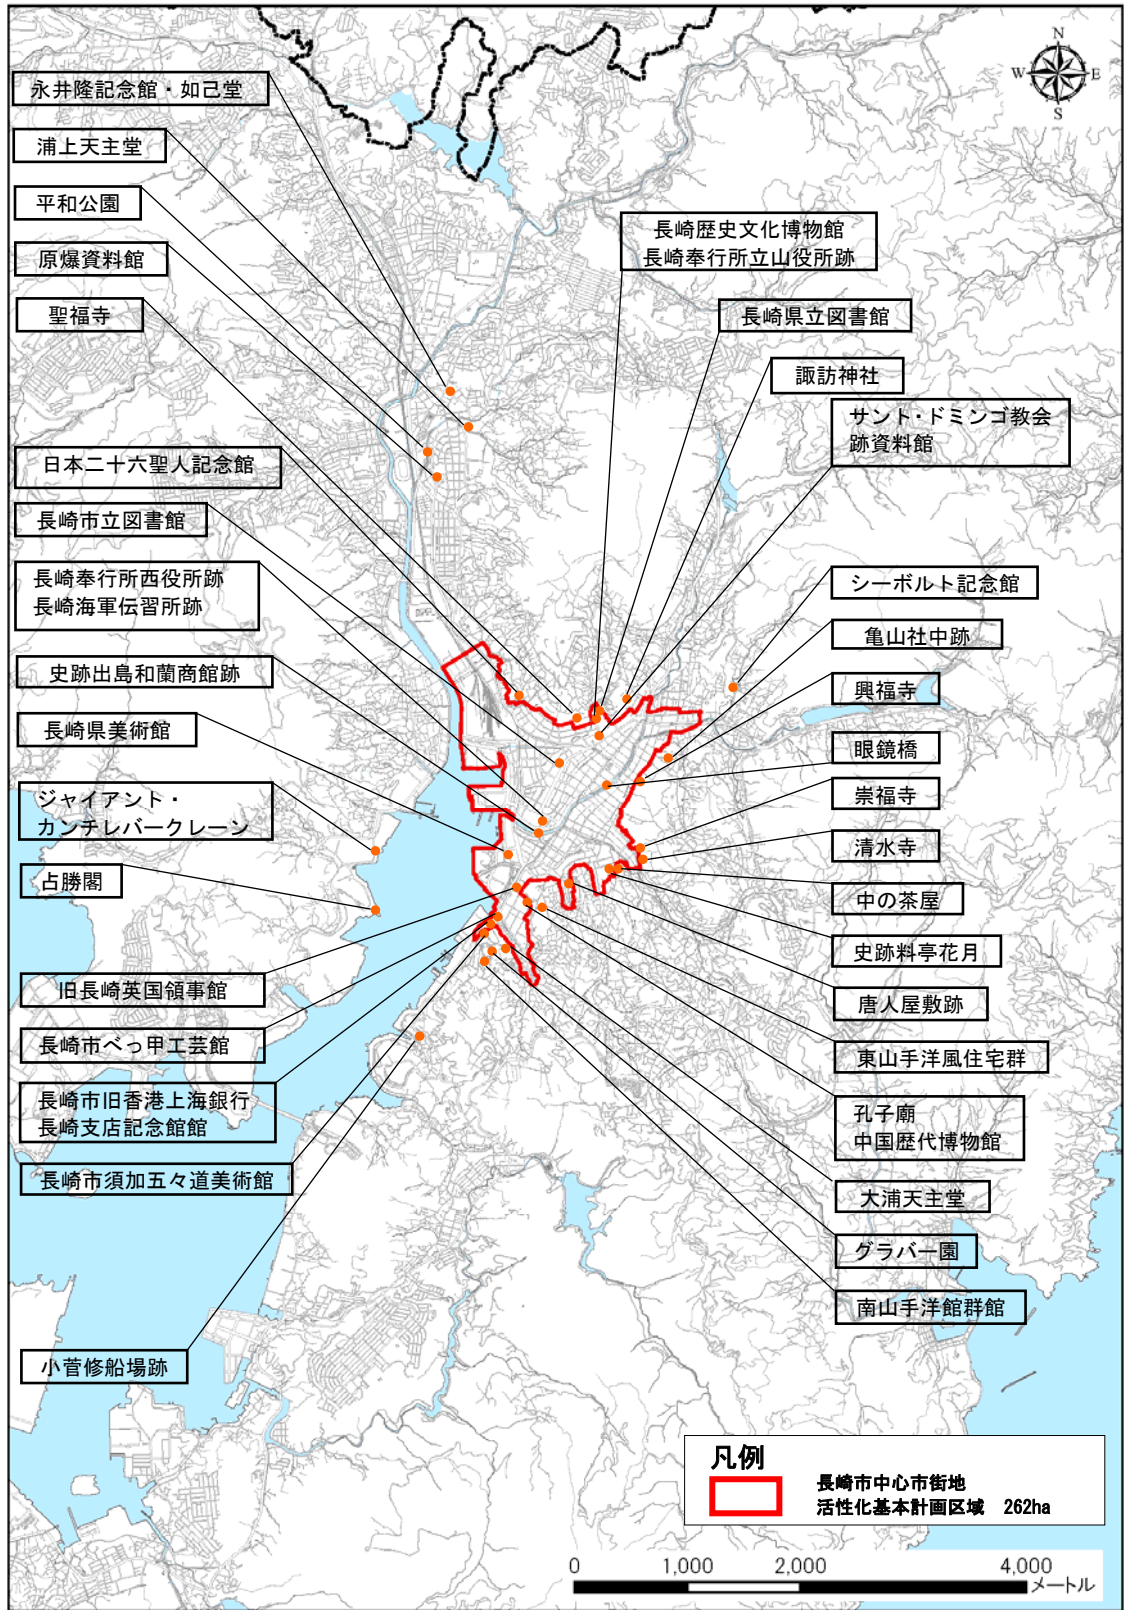 N
W E
S
永井隆記念館・如己堂
浦上天主堂
平和公園
原爆資料館
聖福寺
日本二十六聖人記念館
長崎市立図書館
長崎奉行所西役所跡
長崎海軍伝習所跡
史跡出島和蘭商館跡
長崎県美術館
ジャイアント・
カンチレバークレーン
占勝閣
旧長崎英国領事館
長崎市べっ甲工芸館
長崎市旧香港上海銀行
長崎支店記念館館
長崎市須加五々道美術館
小菅修船場跡
長崎歴史文化博物館
長崎奉行所立山役所跡
長崎県立図書館
諏訪神社
サント・ドミンゴ教会
跡資料館
シーボルト記念館
亀山社中跡
興福寺
眼鏡橋
崇福寺
清水寺
中の茶屋
史跡料亭花月
唐人屋敷跡
東山手洋風住宅群
孔子廟
中国歴代博物館
大浦天主堂
グラバー園
南山手洋館群館
凡例
長崎市中心市街地
活性化基本計画区域 262ha
0 1,000 2,000 4,000
メートル